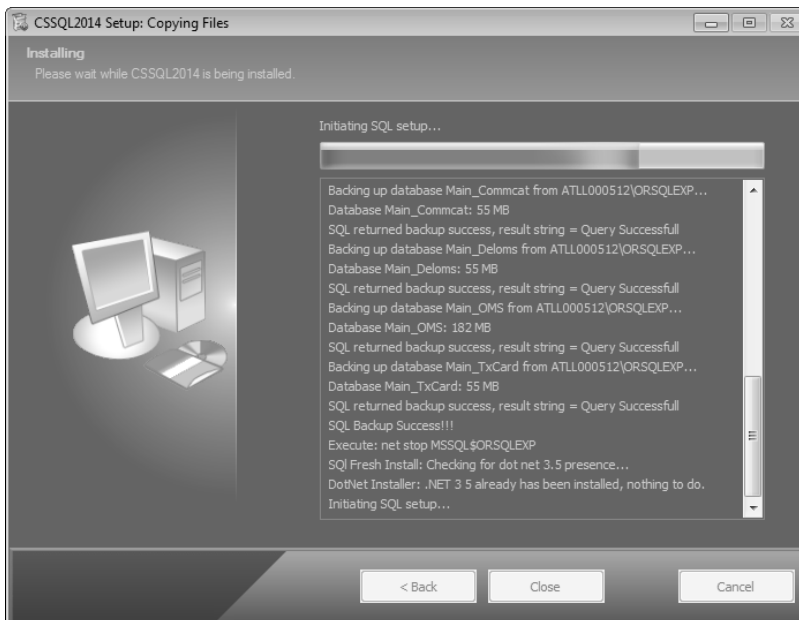 CSSQL2014 Setup: Copying Files
Installing
Please wait while CSSQL2014 is being installed.
Initiating SQL setup...
Backing up database Main_Commcat from ATLL000512\ORSQLEXP...
Database Main_Commcat: 55 MB
SQL returned backup success, result string = Query Successfull
Backing up database Main_Deloms from ATLL000512\ORSQLEXP...
Database Main_Deloms: 55 MB
SQL returned backup success, result string = Query Successfull
Backing up database Main_OMS from ATLL000512\ORSQLEXP...
Database Main_OMS: 182 MB
SQL returned backup success, result string = Query Successfull
Backing up database Main_TxCard from ATLL000512\ORSQLEXP...
Database Main_TxCard: 55 MB
SQL returned backup success, result string = Query Successfull
SQL Backup Success!!!
Execute: net stop MSSQL$ORSQLEXP
SQl Fresh Install: Checking for dot net 3.5 presence...
DotNet Installer: .NET 3 5 already has been installed, nothing to do.
Initiating SQL setup...
< Back
Close
Cancel